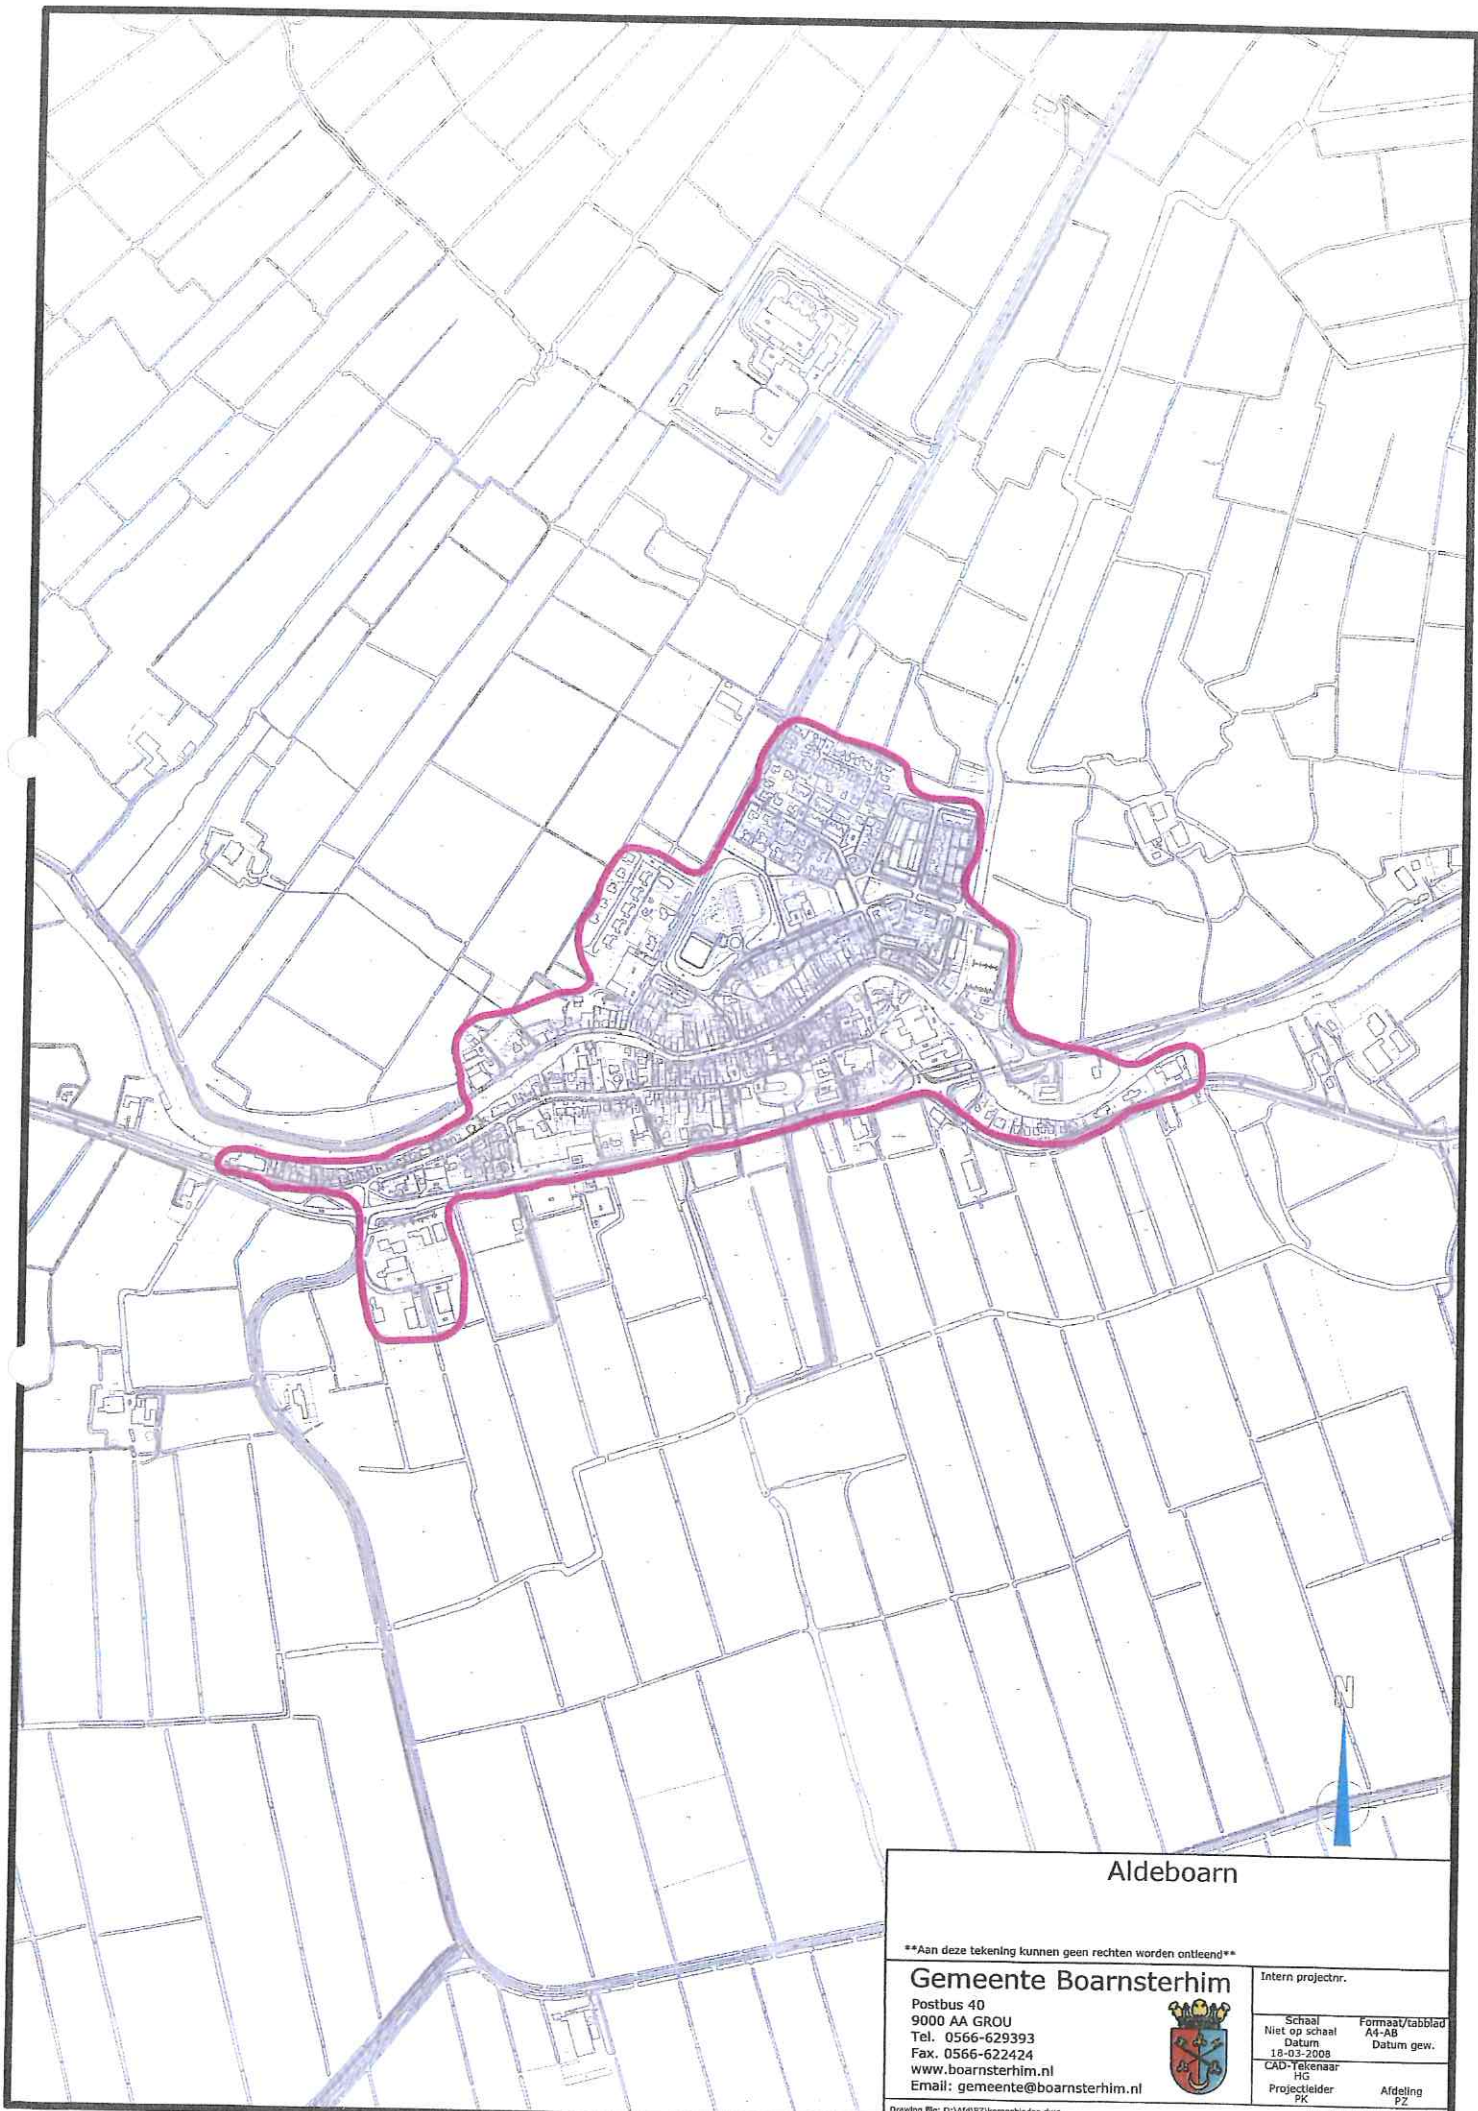 N
Aldeboarn
**Aan deze tekening kunnen geen rechten worden ontleend**
Gemeente Boarnsterhim
Postbus 40
9000 AA GROU
Tel. 0566-629393
Fax. 0566-622424
www.boarnsterhim.nl
Email: gemeente@boarnsterhim.nl
Intern projectnr.
Schaal
Niet op schaal
Formaat/tabblad
A4-AB
Datum
18-03-2008
Datum gew.
CAD-Tekenaar
HG
Projectleider
PK
Afdeling
PZ